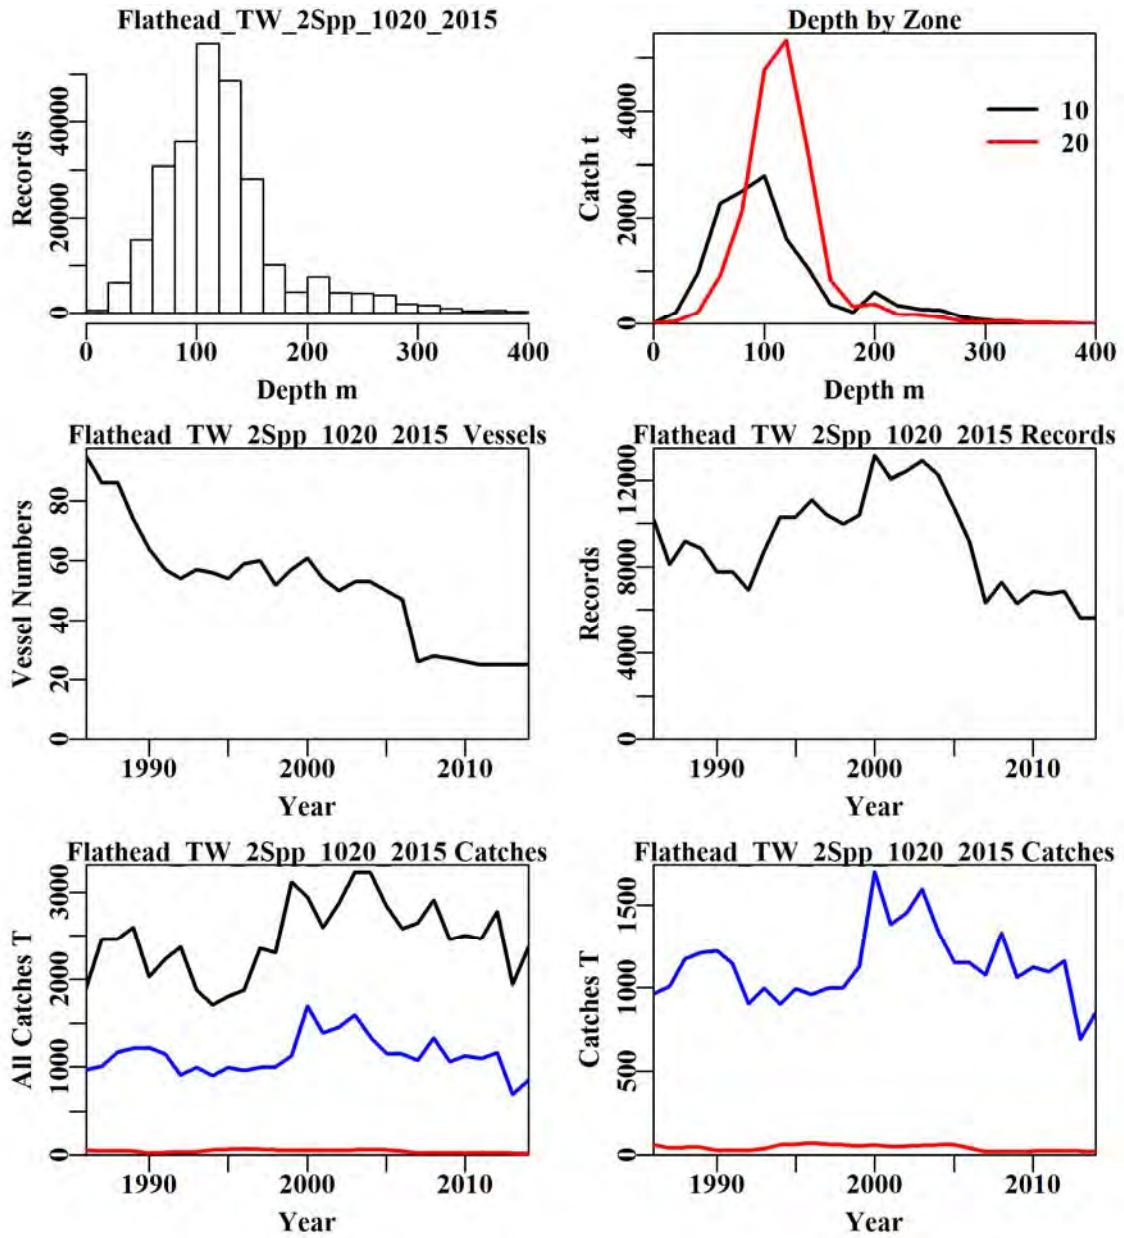 Flathead_TW_2Spp_1020_2015
Records
0 20000 40000
0 100 200 300 400
Depth m
Depth by Zone
Catch t
0 2000 4000
10
20
0 100 200 300 400
Depth m
Flathead_TW_2Spp_1020_2015_Vessels
Vessel Numbers
0 20 40 60 80
1990 2000 2010
Year
Flathead_TW_2Spp_1020_2015 Records
Records
0 4000 8000 12000
1990 2000 2010
Year
Flathead_TW_2Spp_1020_2015 Catches
All Catches T
0 1000 2000 3000
1990 2000 2010
Year
Flathead_TW_2Spp_1020_2015 Catches
Catches T
0 500 1000 1500
1990 2000 2010
Year